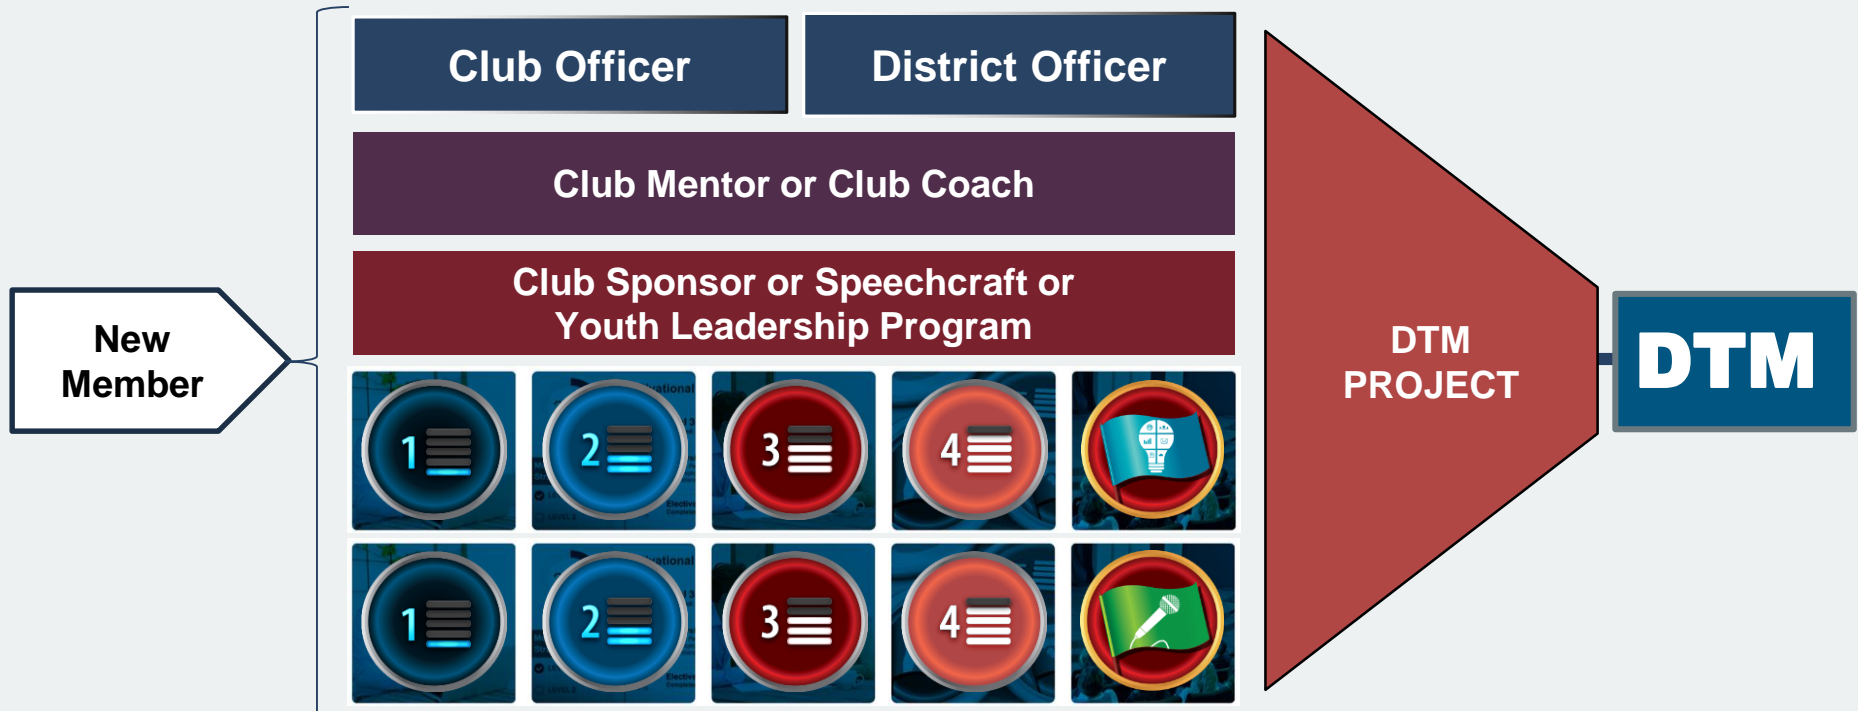 Club Officer
District Officer
Club Mentor or Club Coach
Club Sponsor or Speechcraft or
Youth Leadership Program
New
Member
DTM
PROJECT
DTM
1
2
3
4
1
2
3
4